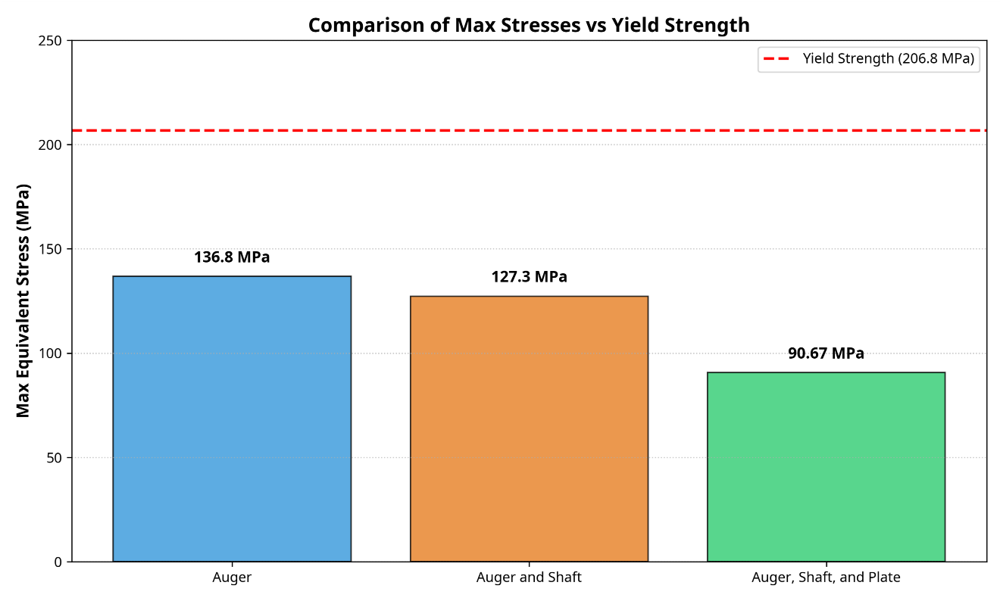 Comparison of Max Stresses vs Yield Strength
250
Yield Strength (206.8 MPa)
200
150
136.8 MPa
127.3 MPa
100
90.67 MPa
50
0
Max Equivalent Stress (MPa)
Auger
Auger and Shaft
Auger, Shaft, and Plate